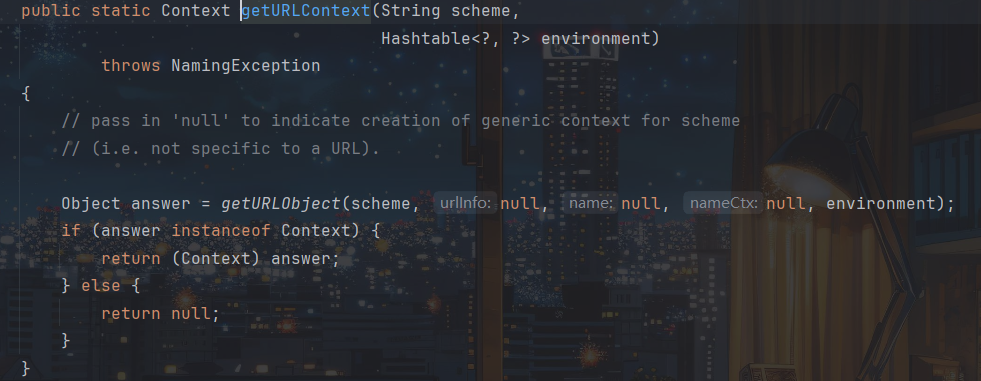 public static Context getURLContext(String scheme,
Hashtable<?, ?> environment)
throws NamingException
{
// pass in 'null' to indicate creation of generic context for scheme
// (i.e. not specific to a URL).
Object answer = getURLObject(scheme, urlInfo: null, name: null, nameCtx: null, environment);
if (answer instanceof Context) {
return (Context) answer;
} else {
return null;
}
}